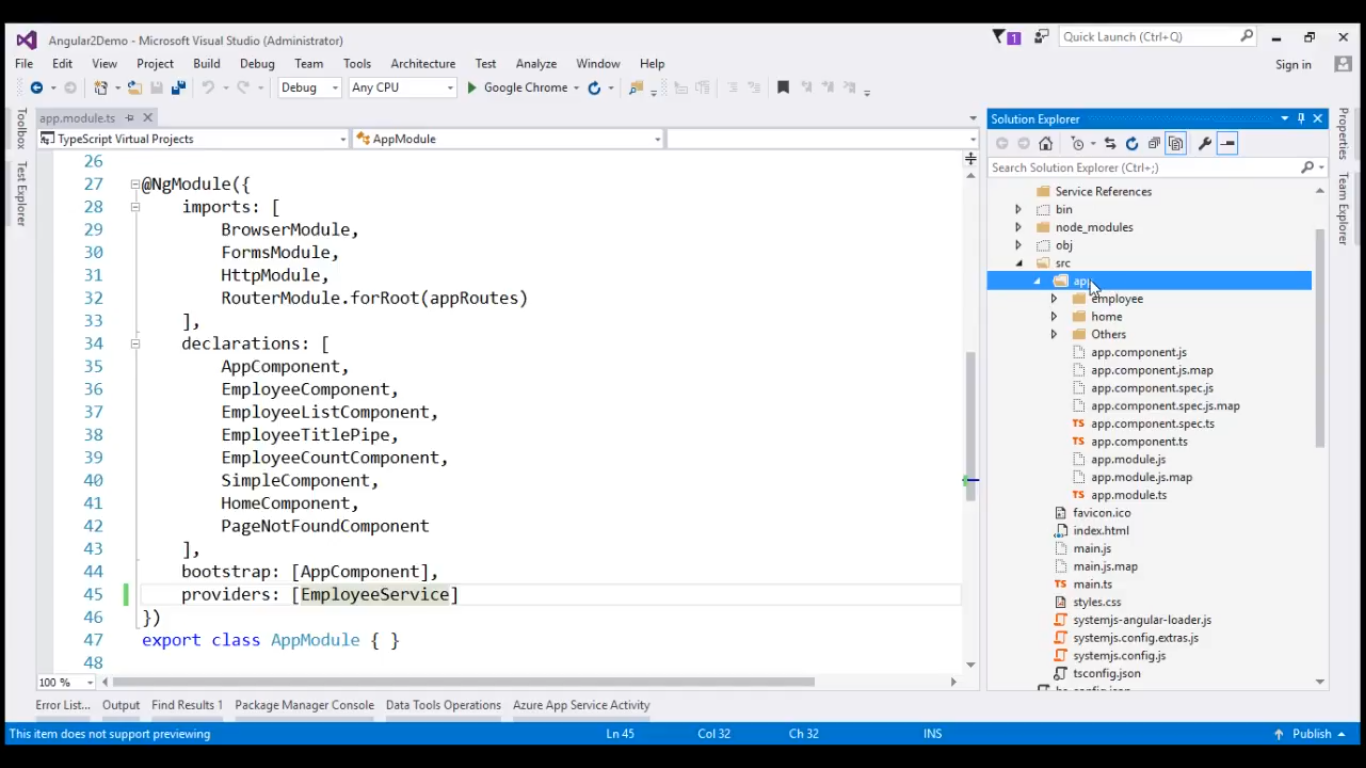 Angular2Demo - Microsoft Visual Studio (Administrator)
1
Quick Launch (Ctrl+Q)
File Edit View Project Build Debug Team Tools Architecture Test Analyze Window Help
Sign in
Debug Any CPU Google Chrome
Toolbox
Test Explorer
app.module.ts
TypeScript Virtual Projects AppModule
26
27 @NgModule({
28 imports: [
29 BrowserModule,
30 FormsModule,
31 HttpModule,
32 RouterModule.forRoot(appRoutes)
33 ],
34 declarations: [
35 AppComponent,
36 EmployeeComponent,
37 EmployeeListComponent,
38 EmployeeTitlePipe,
39 EmployeeCountComponent,
40 SimpleComponent,
41 HomeComponent,
42 PageNotFoundComponent
43 ],
44 bootstrap: [AppComponent],
45 providers: [EmployeeService]
46 })
47 export class AppModule { }
48
100 %
Solution Explorer
Search Solution Explorer (Ctrl+;)
Service References
bin
node_modules
obj
src
app
employee
home
Others
app.component.js
app.component.js.map
app.component.spec.js
app.component.spec.js.map
TS app.component.spec.ts
TS app.component.ts
app.module.js
app.module.js.map
TS app.module.ts
favicon.ico
index.html
main.js
main.js.map
TS main.ts
styles.css
systemjs-angular-loader.js
systemjs.config.extras.js
systemjs.config.js
tsconfig.json
Properties
Team Explorer
Error List... Output Find Results 1 Package Manager Console Data Tools Operations Azure App Service Activity
This item does not support previewing Ln 45 Col 32 Ch 32 INS Publish